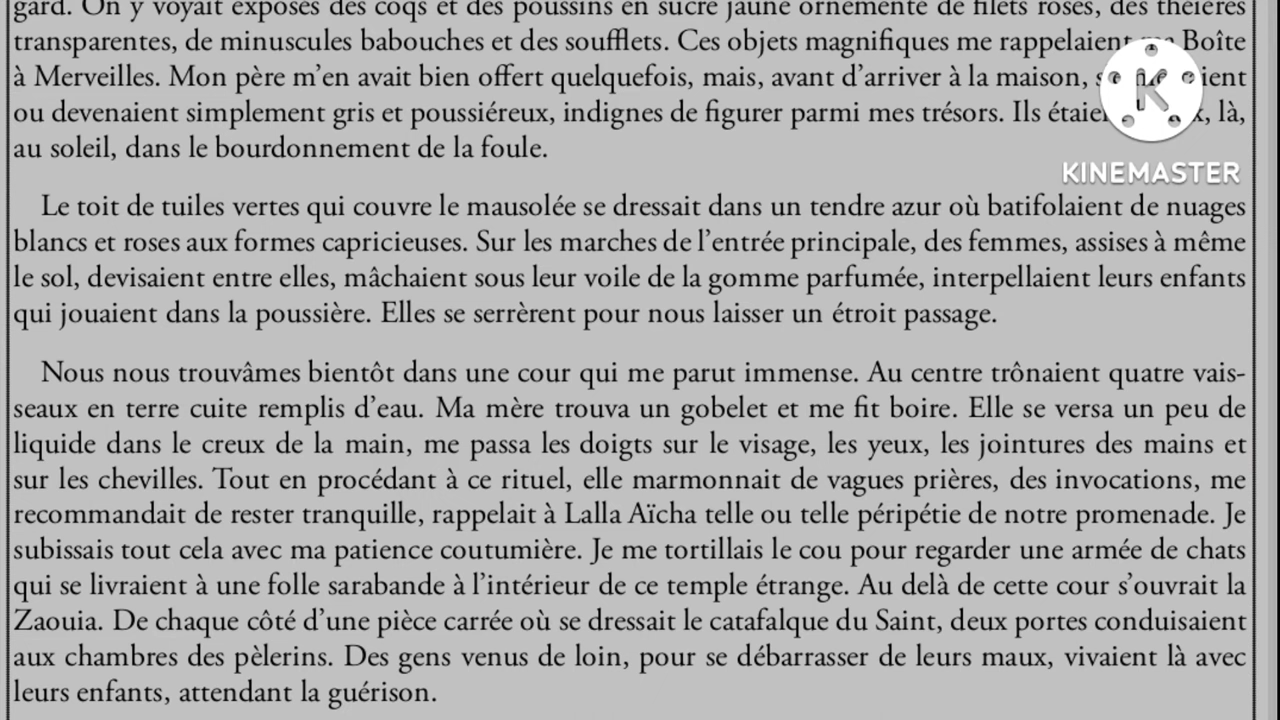 gard. On y voyait exposés des coqs et des poussins en sucre jaune ornementé de filets roses, des théières
transparentes, de minuscules babouches et des soufflets. Ces objets magnifiques me rappelaient Boîte
à Merveilles. Mon père m'en avait bien offert quelquefois, mais, avant d'arriver à la maison,
ou devenaient simplement gris et poussiéreux, indignes de figurer parmi mes trésors. Ils là,
au soleil, dans le bourdonnement de la foule.
KINEMASTER
Le toit de tuiles vertes qui couvre le mausolée se dressait dans un tendre azur où batifolaient de nuages
blancs et roses aux formes capricieuses. Sur les marches de l'entrée principale, des femmes, assises à même
le sol, devisaient entre elles, mâchaient sous leur voile de la gomme parfumée, interpellaient leurs enfants
qui jouaient dans la poussière. Elles se serrèrent pour nous laisser un étroit passage.
Nous nous trouvâmes bientôt dans une cour qui me parut immense. Au centre trônaient quatre vais-
seaux en terre cuite remplis d'eau. Ma mère trouva un gobelet et me fit boire. Elle se versa un peu de
liquide dans le creux de la main, me passa les doigts sur le visage, les yeux, les jointures des mains et
sur les chevilles. Tout en procédant à ce rituel, elle marmonnait de vagues prières, des invocations, me
recommandait de rester tranquille, rappelait à Lalla Aïcha telle ou telle péripétie de notre promenade. Je
subissais tout cela avec ma patience coutumière. Je me tortillais le cou pour regarder une armée de chats
qui se livraient à une folle sarabande à l'intérieur de ce temple étrange. Au delà de cette cour s'ouvrait la
Zaouia. De chaque côté d'une pièce carrée où se dressait le catafalque du Saint, deux portes conduisaient
aux chambres des pèlerins. Des gens venus de loin, pour se débarrasser de leurs maux, vivaient là avec
leurs enfants, attendant la guérison.